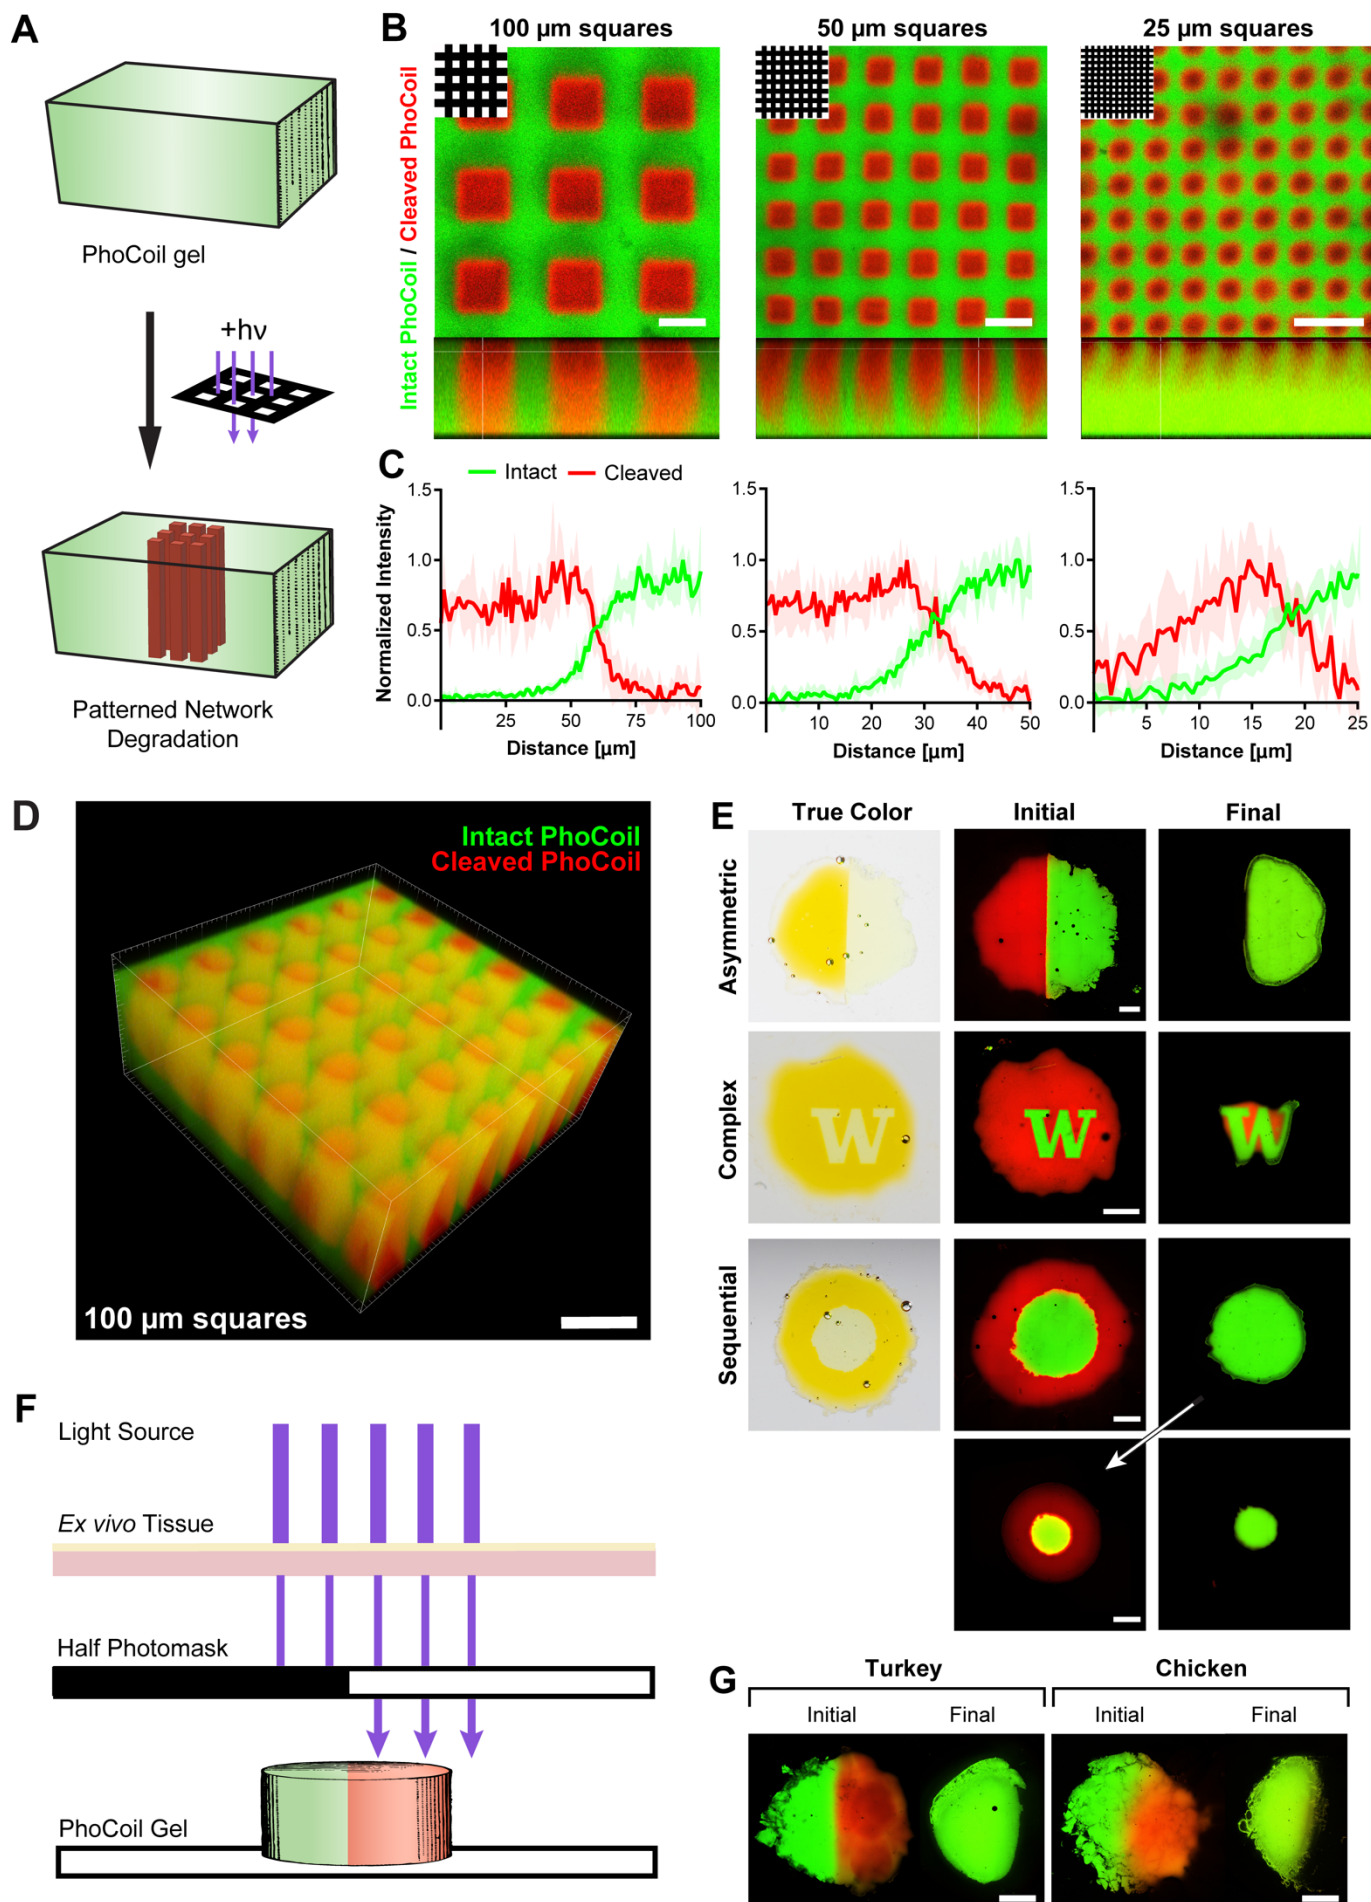 A
PhoCoil gel
+hν
Patterned Network
Degradation
B
100 µm squares
50 µm squares
25 µm squares
Intact PhoCoil / Cleaved PhoCoil
C
Intact
Cleaved
Normalized Intensity
1.5
1.0
0.5
0.0
25
50
75
100
Distance [µm]
1.5
1.0
0.5
0.0
10
20
30
40
50
Distance [µm]
1.5
1.0
0.5
0.0
5
10
15
20
25
Distance [µm]
D
Intact PhoCoil
Cleaved PhoCoil
100 µm squares
E
True Color
Initial
Final
Asymmetric
Complex
W
W
W
Sequential
F
Light Source
Ex vivo Tissue
Half Photomask
PhoCoil Gel
G
Turkey
Chicken
Initial
Final
Initial
Final